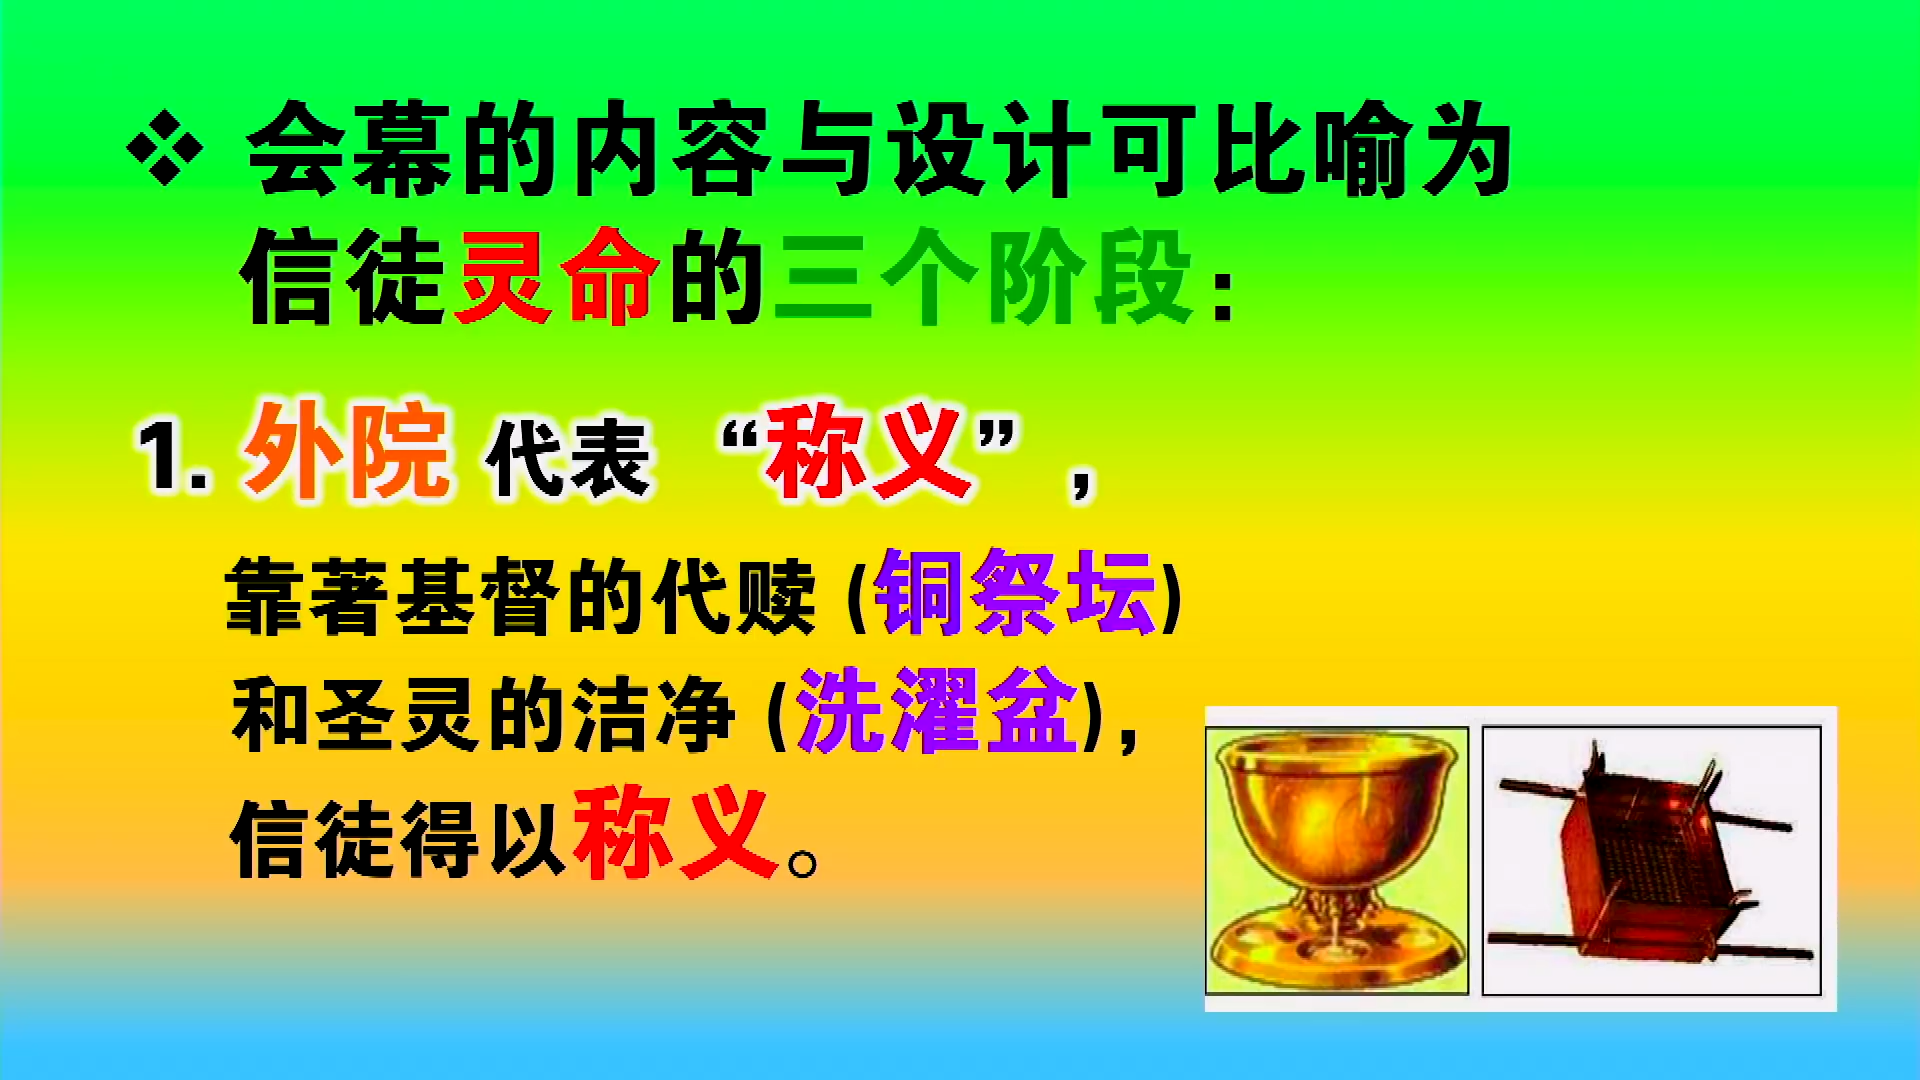 ❖ 会幕的内容与设计可比喻为
信徒灵命的三个阶段：
1. 外院 代表 “称义”，
靠著基督的代赎 (铜祭坛)
和圣灵的洁净 (洗濯盆)，
信徒得以称义。